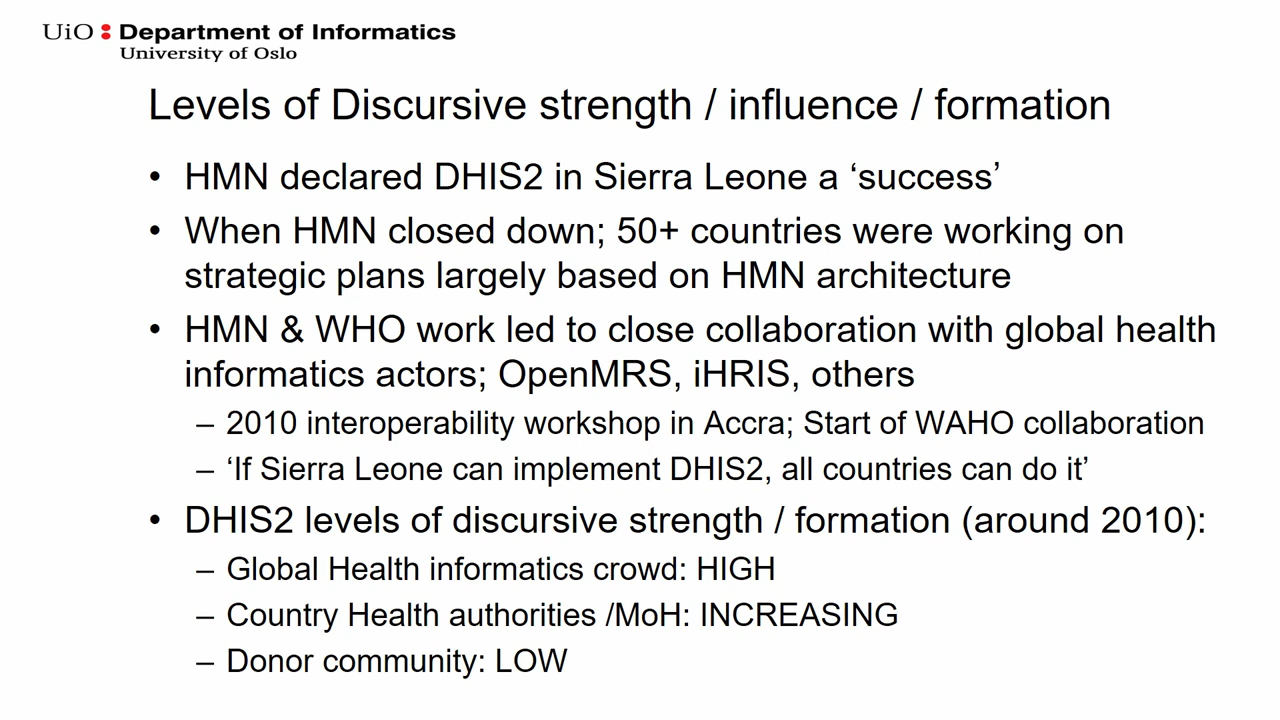 UiO : Department of Informatics
University of Oslo
Levels of Discursive strength / influence / formation
• HMN declared DHIS2 in Sierra Leone a ‘success’
• When HMN closed down; 50+ countries were working on
strategic plans largely based on HMN architecture
• HMN & WHO work led to close collaboration with global health
informatics actors; OpenMRS, iHRIS, others
– 2010 interoperability workshop in Accra; Start of WAHO collaboration
– ‘If Sierra Leone can implement DHIS2, all countries can do it’
• DHIS2 levels of discursive strength / formation (around 2010):
– Global Health informatics crowd: HIGH
– Country Health authorities /MoH: INCREASING
– Donor community: LOW